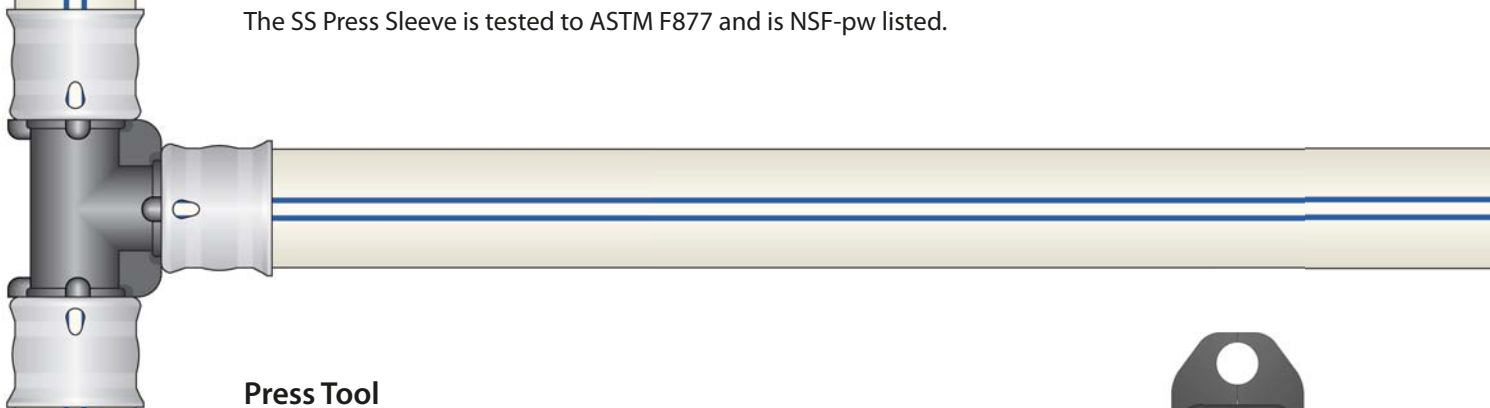 The SS Press Sleeve is tested to ASTM F877 and is NSF-pw listed.
Press Tool